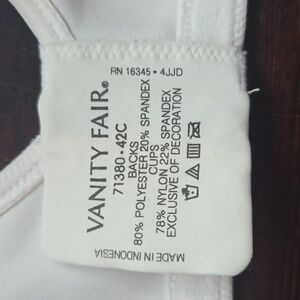 RN 16345 • 4JJD
VANITY FAIR®
71380 • 42C
BACKS
80% POLYESTER 20% SPANDEX
CUPS
78% NYLON 22% SPANDEX
EXCLUSIVE OF DECORATION
MADE IN INDONESIA